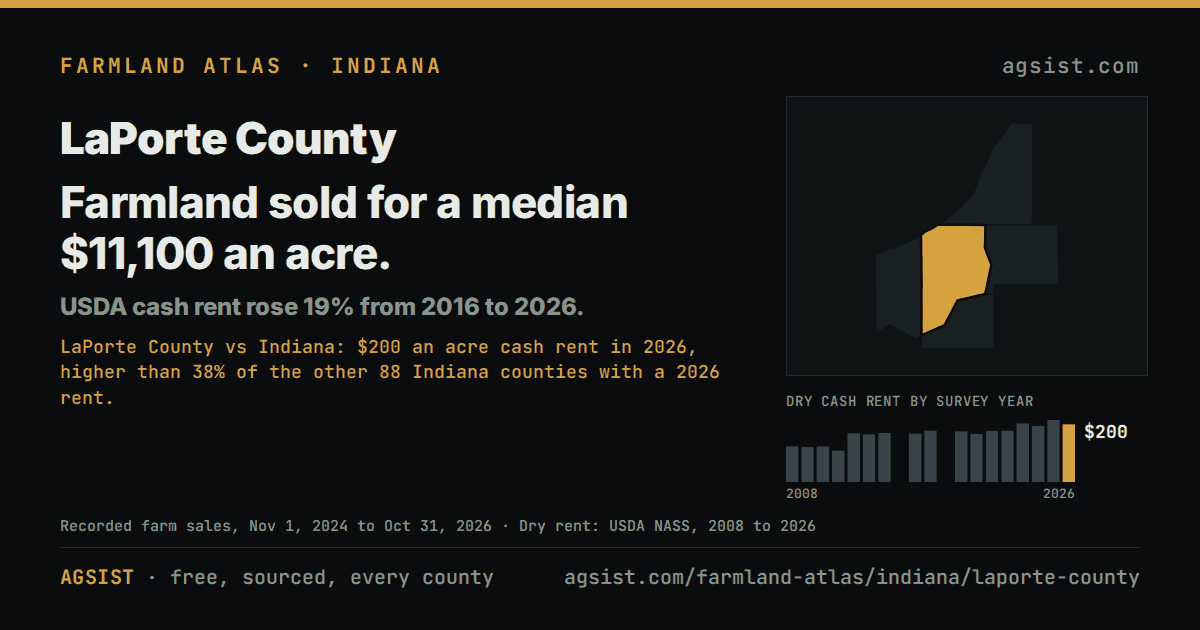 FARMLAND ATLAS · INDIANA
agsist.com
LaPorte County
Farmland sold for a median
$11,100 an acre.
USDA cash rent rose 19% from 2016 to 2026.
LaPorte County vs Indiana: $200 an acre cash rent in 2026,
higher than 38% of the other 88 Indiana counties with a 2026
rent.
DRY CASH RENT BY SURVEY YEAR
$200
2008 2026
Recorded farm sales, Nov 1, 2024 to Oct 31, 2026 · Dry rent: USDA NASS, 2008 to 2026
AGSIST · free, sourced, every county
agsist.com/farmland-atlas/indiana/laporte-county